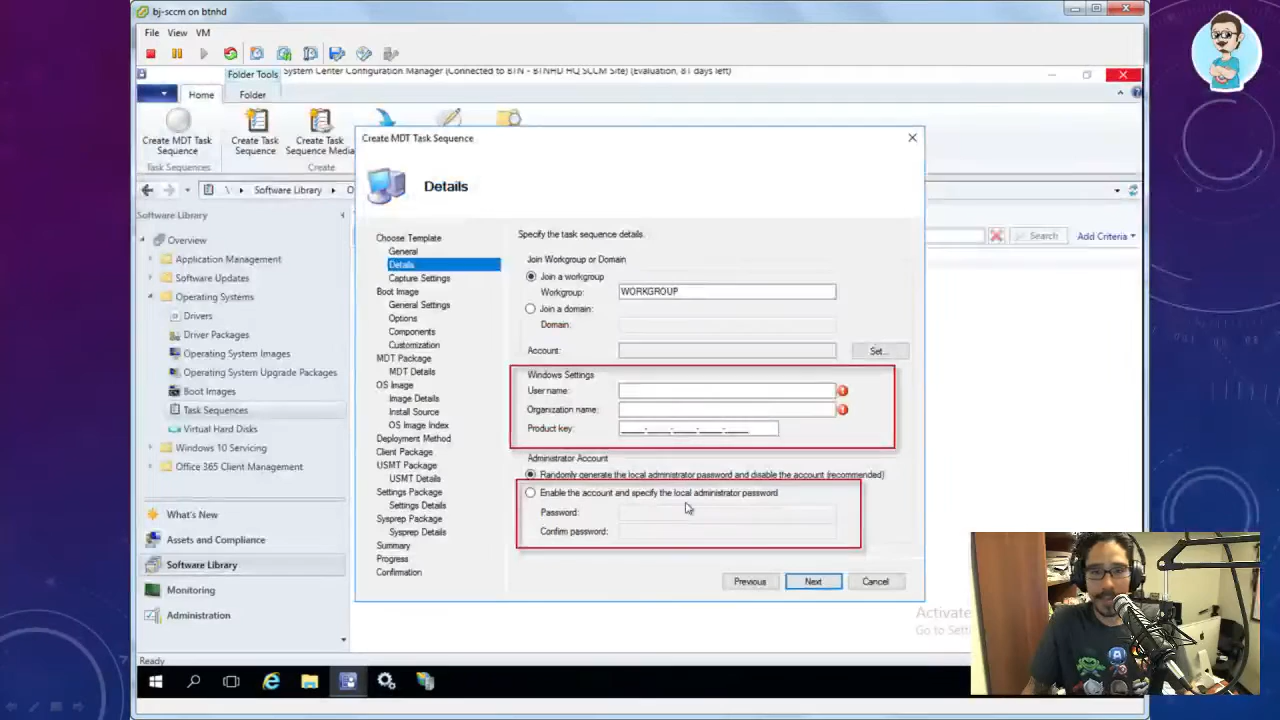 bj-sccm on btnhd
File View VM
Folder Tools System Center Configuration Manager (Connected to BTN - BTNHD HQ SCCM Site) (Evaluation, 81 days left)
Home Folder
Create MDT Task Sequence
Create Task Sequence
Create Task Sequence Media
Task Sequences Create
\ Software Library
Search Add Criteria
Software Library
Overview
Application Management
Software Updates
Operating Systems
Drivers
Driver Packages
Operating System Images
Operating System Upgrade Packages
Boot Images
Task Sequences
Virtual Hard Disks
Windows 10 Servicing
Office 365 Client Management
What's New
Assets and Compliance
Software Library
Monitoring
Administration
Ready
Create MDT Task Sequence
Details
Choose Template
General
Details
Capture Settings
Boot Image
General Settings
Options
Components
Customization
MDT Package
MDT Details
OS Image
Image Details
Install Source
OS Image Index
Deployment Method
Client Package
USMT Package
USMT Details
Settings Package
Settings Details
Sysprep Package
Sysprep Details
Summary
Progress
Confirmation
Specify the task sequence details.
Join Workgroup or Domain
Join a workgroup
Workgroup: WORKGROUP
Join a domain:
Domain:
Account: Set...
Windows Settings
User name:
Organization name:
Product key: _____-_____-_____-_____-_____
Administrator Account
Randomly generate the local administrator password and disable the account (recommended)
Enable the account and specify the local administrator password
Password:
Confirm password:
Previous Next Cancel
Activate
Go to